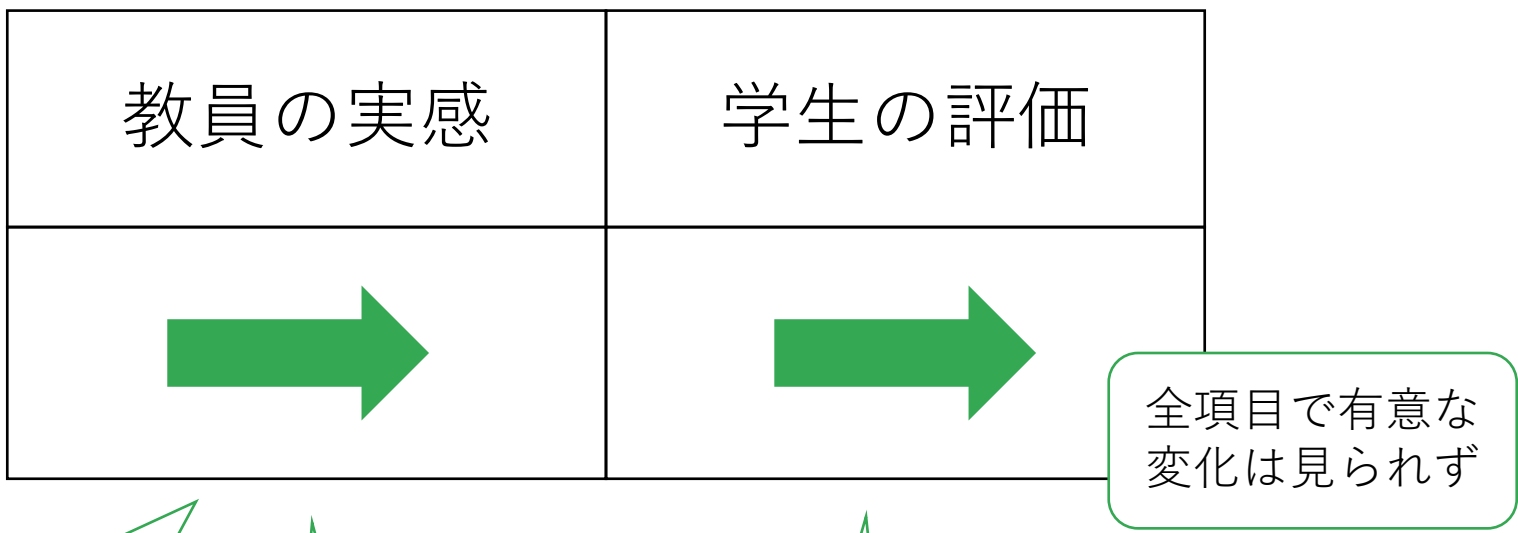 教員の実感
学生の評価
全項目で有意な
変化は見られず